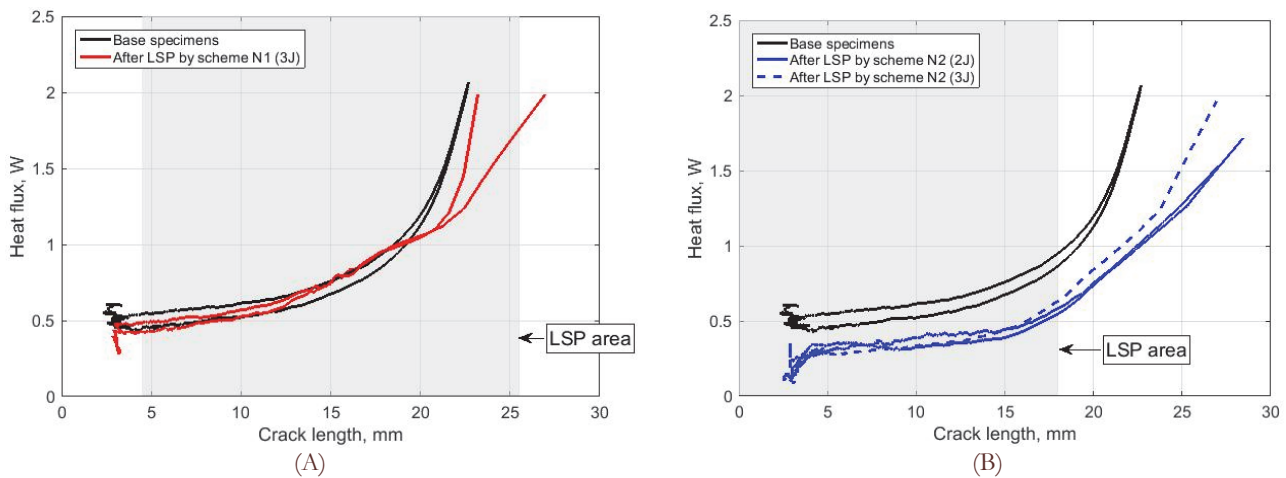 2.5
2
1.5
1
0.5
0
Heat flux, W
Base specimens
After LSP by scheme N1 (3J)
LSP area
0 5 10 15 20 25 30
Crack length, mm
(A)
2.5
2
1.5
1
0.5
0
Heat flux, W
Base specimens
After LSP by scheme N2 (2J)
After LSP by scheme N2 (3J)
LSP area
0 5 10 15 20 25 30
Crack length, mm
(B)